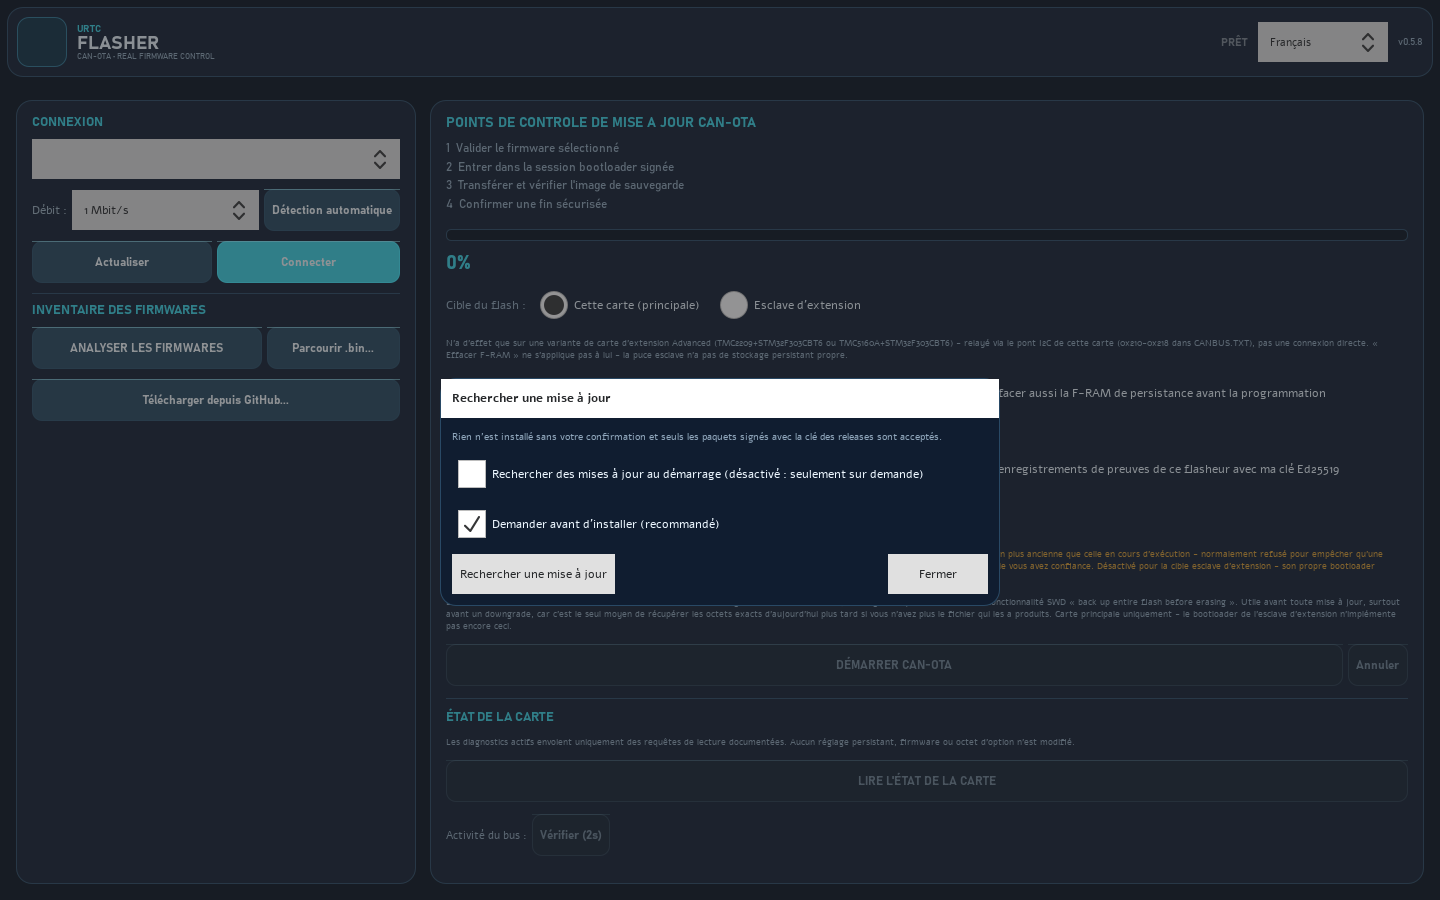 URTC
FLASHER
CAN-OTA · REAL FIRMWARE CONTROL
PRÊT
Français
v0.5.8
CONNEXION
Débit :
1 Mbit/s
Détection automatique
Actualiser
Connecter
INVENTAIRE DES FIRMWARES
ANALYSER LES FIRMWARES
Parcourir .bin...
Télécharger depuis GitHub...
POINTS DE CONTROLE DE MISE A JOUR CAN-OTA
1 Valider le firmware sélectionné
2 Entrer dans la session bootloader signée
3 Transférer et vérifier l'image de sauvegarde
4 Confirmer une fin sécurisée
0%
Cible du flash :
Cette carte (principale)
Esclave d'extension
N'a d'effet que sur une variante de carte d'extension Advanced (TMC2209+STM32F303CBT6 ou TMC5160A+STM32F303CBT6) – relayé via le pont I2C de cette carte (0x210-0x218 dans CANBUS.TXT), pas une connexion directe. «
Effacer F-RAM » ne s'applique pas à lui – la puce esclave n'a pas de stockage persistant propre.
facer aussi la F-RAM de persistance avant la programmation
enregistrements de preuves de ce flasheur avec ma clé Ed25519
n plus ancienne que celle en cours d'exécution – normalement refusé pour empêcher qu'une
le vous avez confiance. Désactivé pour la cible esclave d'extension – son propre bootloader
onctionnalité SWD « back up entire flash before erasing ». Utile avant toute mise à jour, surtout
avant un downgrade, car c'est le seul moyen de récupérer les octets exacts d'aujourd'hui plus tard si vous n'avez plus le fichier qui les a produits. Carte principale uniquement – le bootloader de l'esclave d'extension n'implémente
pas encore ceci.
Rechercher une mise à jour
Rien n'est installé sans votre confirmation et seuls les paquets signés avec la clé des releases sont acceptés.
Rechercher des mises à jour au démarrage (désactivé : seulement sur demande)
Demander avant d'installer (recommandé)
Rechercher une mise à jour
Fermer
DÉMARRER CAN-OTA
Annuler
ÉTAT DE LA CARTE
Les diagnostics actifs envoient uniquement des requêtes de lecture documentées. Aucun réglage persistant, firmware ou octet d'option n'est modifié.
LIRE L'ÉTAT DE LA CARTE
Activité du bus :
Vérifier (2s)